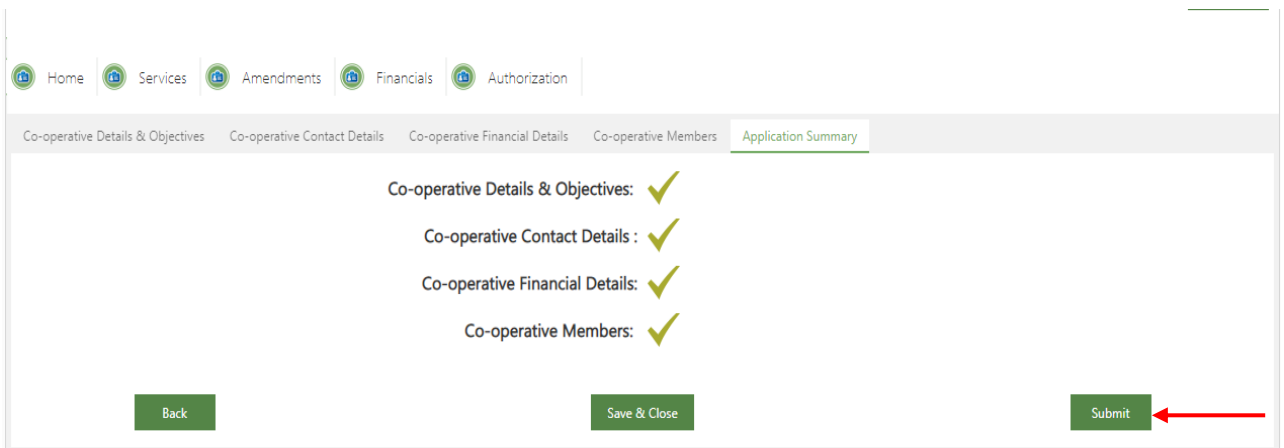 Home Services Amendments Financials Authorization
Co-operative Details & Objectives Co-operative Contact Details Co-operative Financial Details Co-operative Members Application Summary
Co-operative Details & Objectives:
Co-operative Contact Details :
Co-operative Financial Details:
Co-operative Members:
Back Save & Close Submit